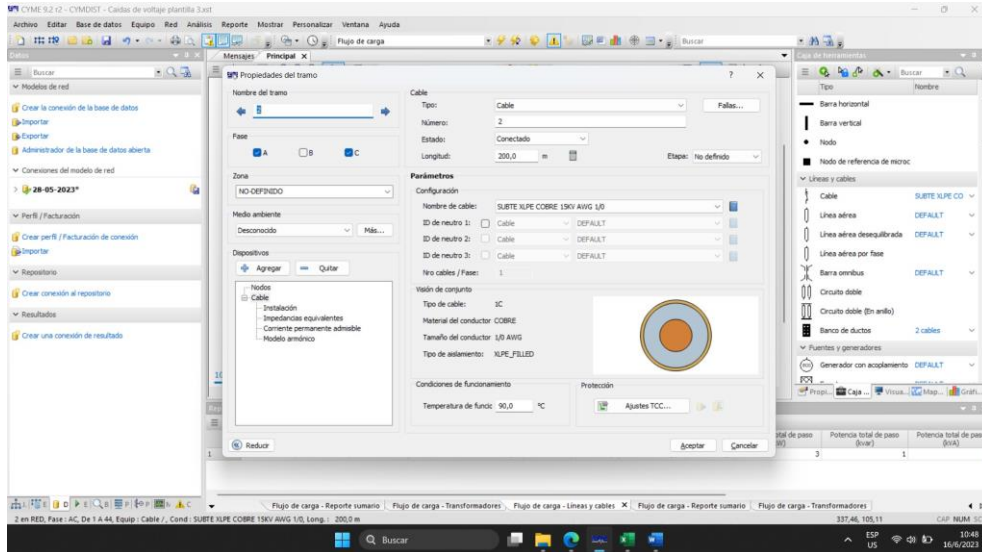 CYME 9.2 r2 - CYMDIST - Caidas de voltaje plantilla 3.xst
Archivo Editar Base de datos Equipo Red Análisis Reporte Mostrar Personalizar Ventana Ayuda
Flujo de carga
Buscar
Datos
Mensajes Principal X
Caja de herramientas
Buscar
Modelos de red
Crear la conexión de la base de datos
Importar
Exportar
Administrador de la base de datos abierta
Conexiones del modelo de red
28-05-2023*
Perfil / Facturación
Crear perfil / Facturación de conexión
Importar
Repositorio
Crear conexión al repositorio
Resultados
Crear una conexión de resultado
Propiedades del tramo
? X
Nombre del tramo
2
Fase
A B C
Zona
NO-DEFINIDO
Medio ambiente
Desconocido
Más...
Dispositivos
Agregar Quitar
Nodos
Cable
Instalación
Impedancias equivalentes
Corriente permanente admisible
Modelo armónico
Reducir
Cable
Tipo: Cable Fallas...
Número: 2
Estado: Conectado
Longitud: 200,0 m Etapa: No definido
Parámetros
Configuración
Nombre de cable: SUBTE XLPE COBRE 15KV AWG 1/0
ID de neutro 1: Cable DEFAULT
ID de neutro 2: Cable DEFAULT
ID de neutro 3: Cable DEFAULT
Nro cables / Fase: 1
Visión de conjunto
Tipo de cable: 1C
Material del conductor COBRE
Tamaño del conductor 1/0 AWG
Tipo de aislamiento: XLPE_FILLED
Condiciones de funcionamiento
Temperatura de funcic 90,0 °C
Protección
Ajustes TCC...
Aceptar Cancelar
Buscar
Tipo Nombre
Barra horizontal
Barra vertical
Nodo
Nodo de referencia de microc
Líneas y cables
Cable SUBTE XLPE CO
Línea aérea DEFAULT
Línea aérea desequilibrada DEFAULT
Línea aérea por fase
Barra omnibus DEFAULT
Circuito doble
Circuito doble (En anillo)
Banco de ductos 2 cables
Fuentes y generadores
Generador con acoplamiento DEFAULT
Propi... Caja ... Visua... Map... Gráfi...
Potencia total de paso (kvar)
Potencia total de pas (kVA)
1 3 1
Flujo de carga - Reporte sumario Flujo de carga - Transformadores Flujo de carga - Líneas y cables X Flujo de carga - Reporte sumario Flujo de carga - Transformadores
2 en RED, Fase : AC, De 1 A 44, Equip : Cable /, Cond : SUBTE XLPE COBRE 15KV AWG 1/0, Long. : 200,0 m
337,46, 105,11
CAP NUM
Buscar
ESP
US
10:48
16/6/2023